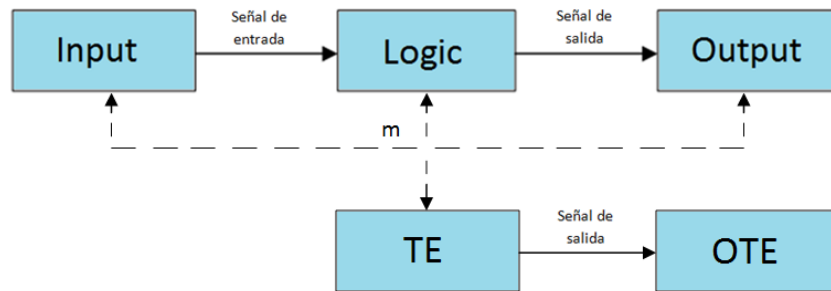 Input
Señal de
entrada
Logic
Señal de
salida
Output
m
TE
Señal de
salida
OTE